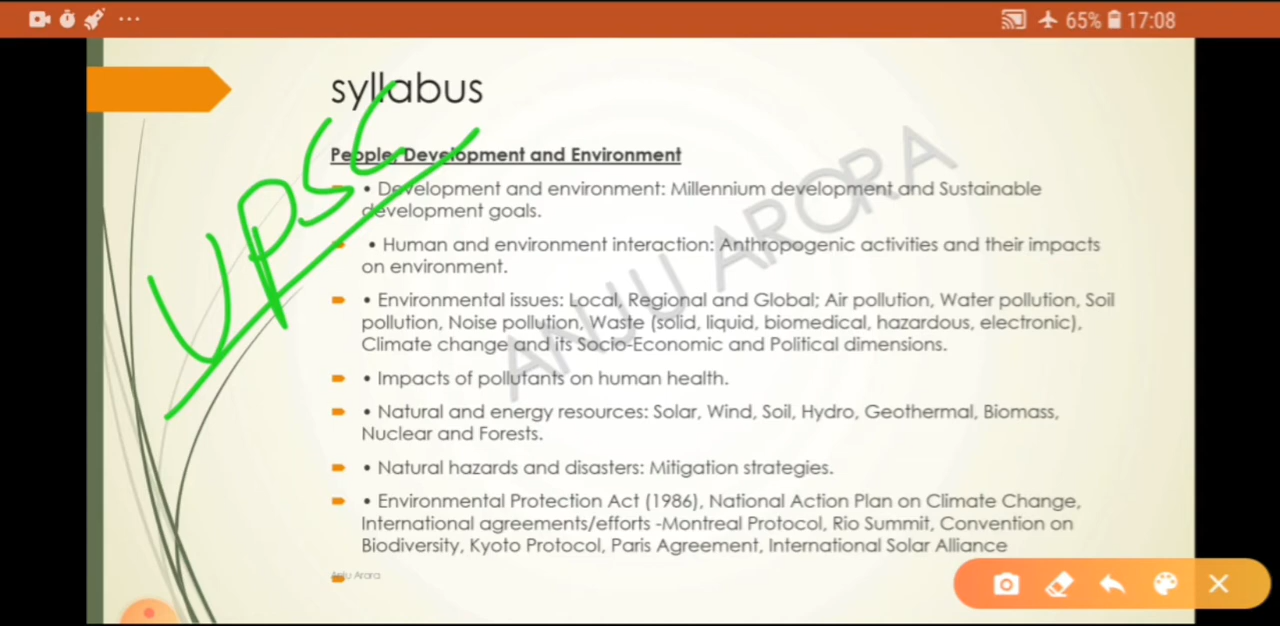 65% 17:08
syllabus
UPSC
People, Development and Environment
• Development and environment: Millennium development and Sustainable
development goals.
• Human and environment interaction: Anthropogenic activities and their impacts
on environment.
• Environmental issues: Local, Regional and Global; Air pollution, Water pollution, Soil
pollution, Noise pollution, Waste (solid, liquid, biomedical, hazardous, electronic),
Climate change and its Socio-Economic and Political dimensions.
• Impacts of pollutants on human health.
• Natural and energy resources: Solar, Wind, Soil, Hydro, Geothermal, Biomass,
Nuclear and Forests.
• Natural hazards and disasters: Mitigation strategies.
• Environmental Protection Act (1986), National Action Plan on Climate Change,
International agreements/efforts -Montreal Protocol, Rio Summit, Convention on
Biodiversity, Kyoto Protocol, Paris Agreement, International Solar Alliance
Anju Arora
ANJU ARORA